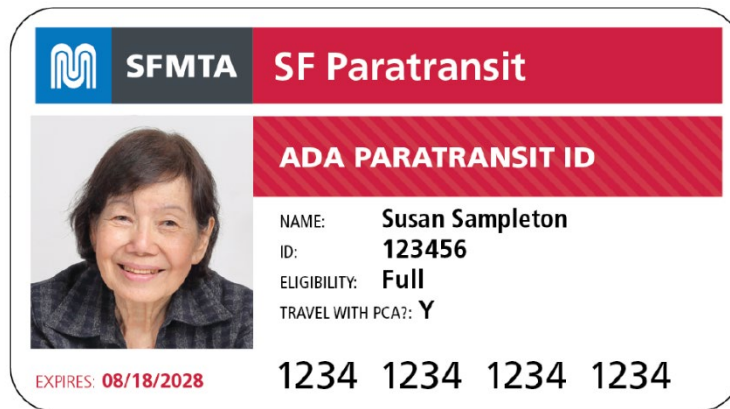 SFMTA SF Paratransit
ADA PARATRANSIT ID
NAME: Susan Sampleton
ID: 123456
ELIGIBILITY: Full
TRAVEL WITH PCA?: Y
EXPIRES: 08/18/2028
1234 1234 1234 1234